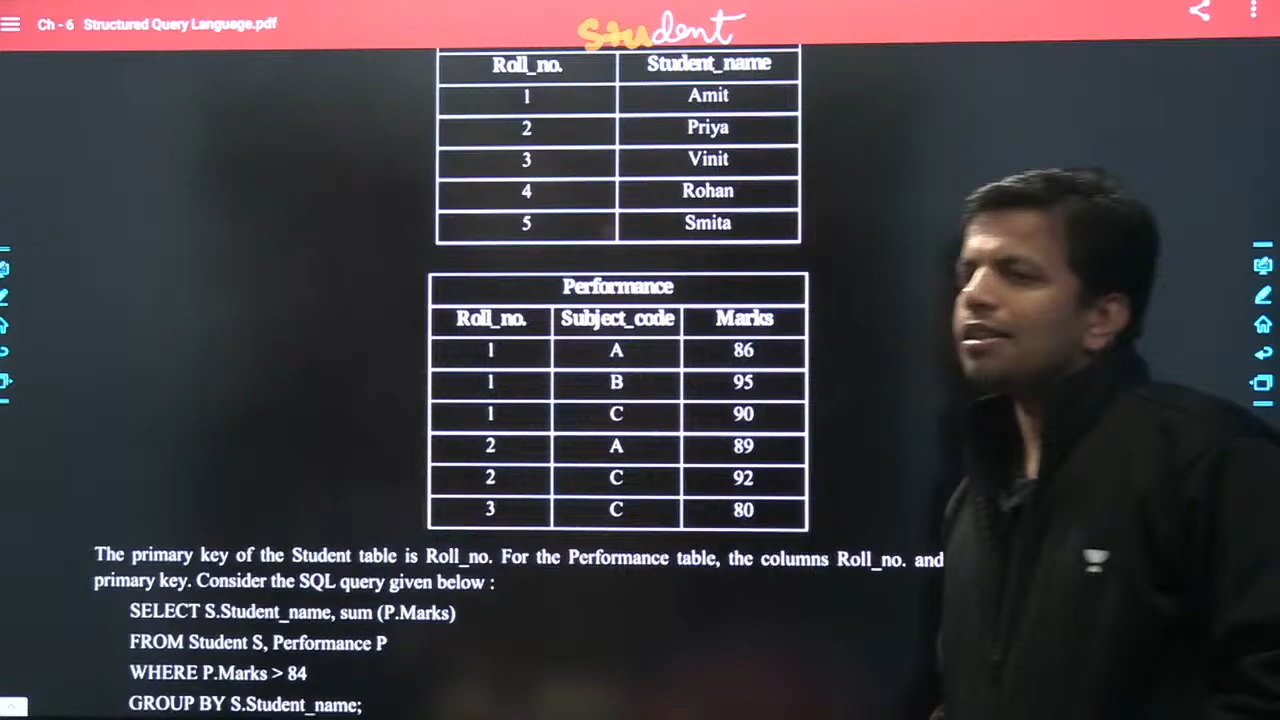 Ch - 6 Structured Query Language.pdf
Student
Roll_no. Student_name
1 Amit
2 Priya
3 Vinit
4 Rohan
5 Smita
Performance
Roll_no. Subject_code Marks
1 A 86
1 B 95
1 C 90
2 A 89
2 C 92
3 C 80
The primary key of the Student table is Roll_no. For the Performance table, the columns Roll_no. and
primary key. Consider the SQL query given below :
SELECT S.Student_name, sum (P.Marks)
FROM Student S, Performance P
WHERE P.Marks > 84
GROUP BY S.Student_name;